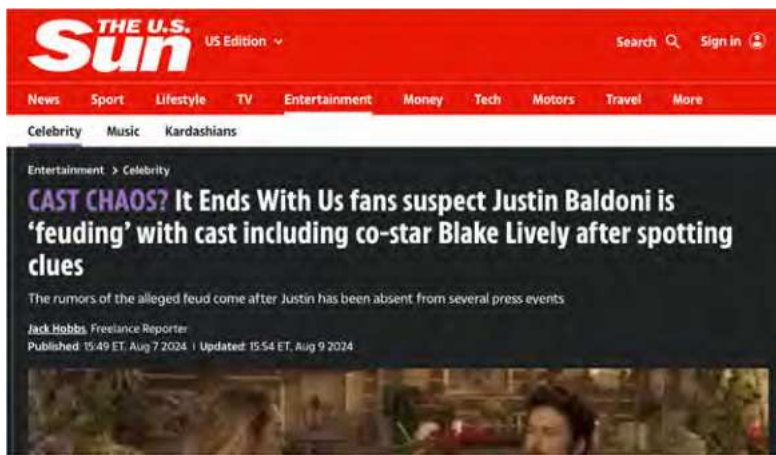 THE U.S.
Sun
US Edition
Search
Sign in
News Sport Lifestyle TV Entertainment Money Tech Motors Travel More
Celebrity Music Kardashians
Entertainment > Celebrity
CAST CHAOS? It Ends With Us fans suspect Justin Baldoni is
‘feuding’ with cast including co-star Blake Lively after spotting
clues
The rumors of the alleged feud come after Justin has been absent from several press events
Jack Hobbs, Freelance Reporter
Published: 15:49 ET, Aug 7 2024 | Updated: 15:54 ET, Aug 9 2024